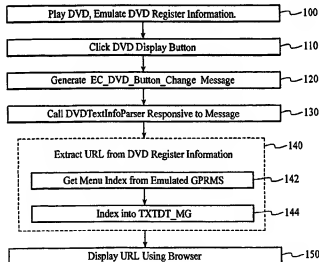 Play DVD, Emulate DVD Register Information.
100
Click DVD Display Button
110
Generate EC_DVD_Button_Change Message
120
Call DVDTextInfoParser Responsive to Message
130
140
Extract URL from DVD Register Information
Get Menu Index from Emulated GPRMS
142
Index into TXTDT_MG
144
Display URL Using Browser
150